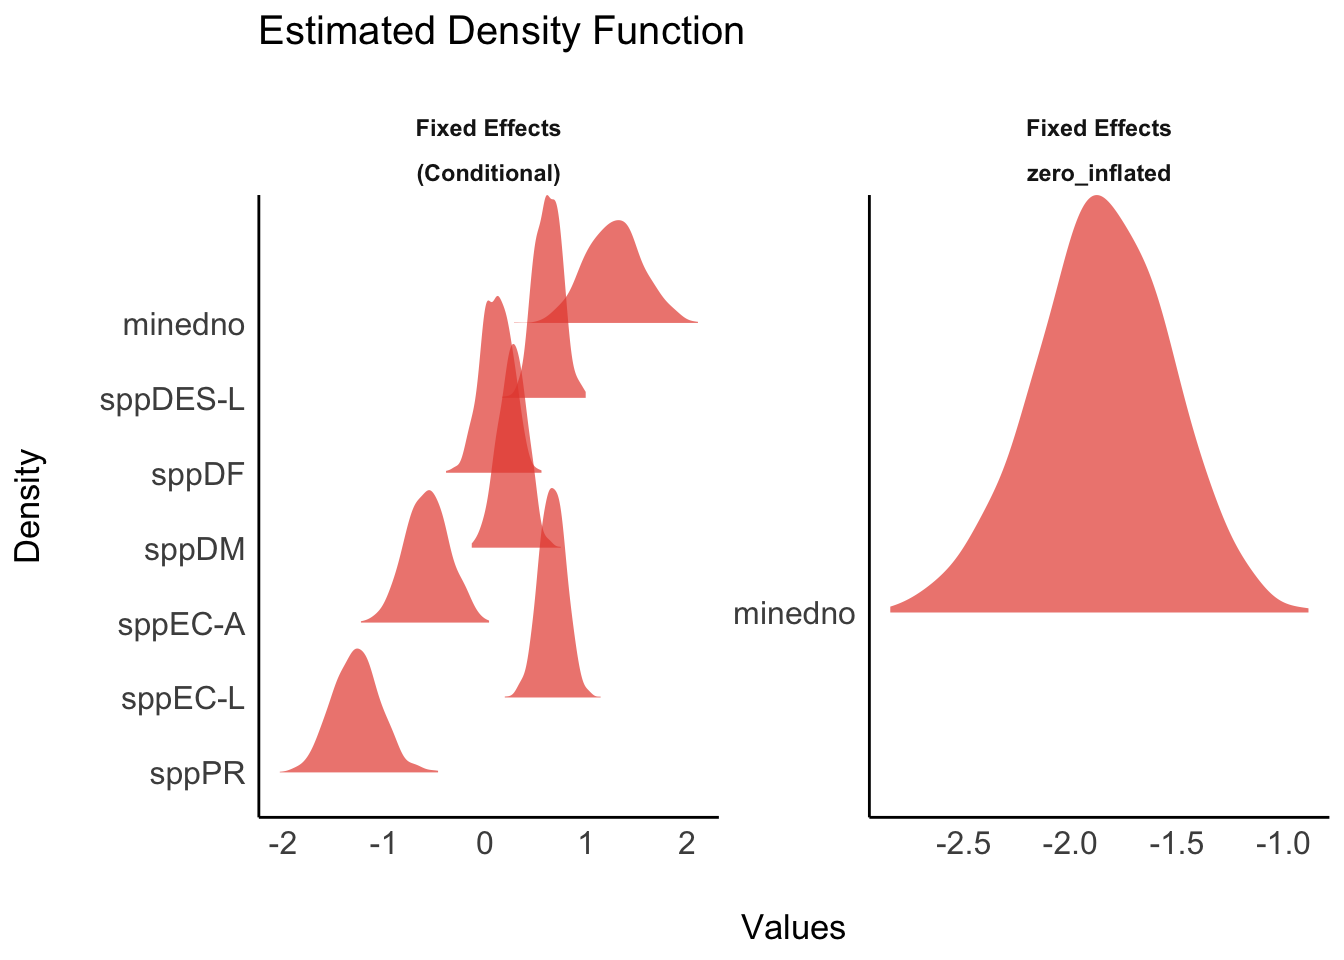 Estimated Density Function
Fixed Effects
(Conditional)
Fixed Effects
zero_inflated
Density
minedno
sppDES-L
sppDF
sppDM
sppEC-A
sppEC-L
sppPR
minedno
-2 -1 0 1 2
-2.5 -2.0 -1.5 -1.0
Values